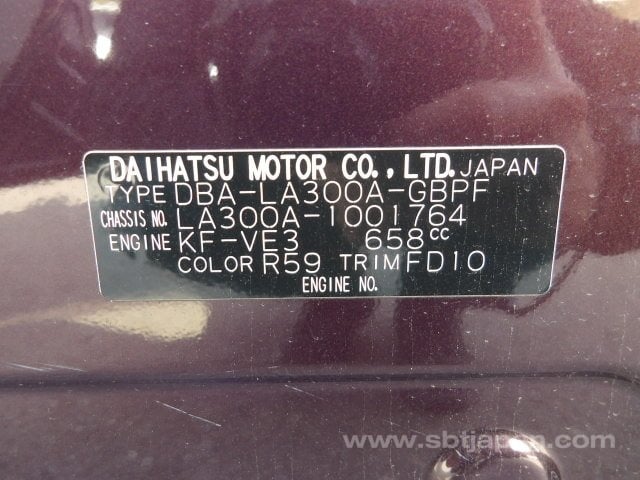 DAIHATSU MOTOR CO., LTD. JAPAN
TYPE DBA-LA300A-GBPF
CHASSIS NO. LA300A-1001764
ENGINE KF-VE3 658cc
COLOR R59 TRIM FD10
ENGINE NO.
www.sbtjapan.com